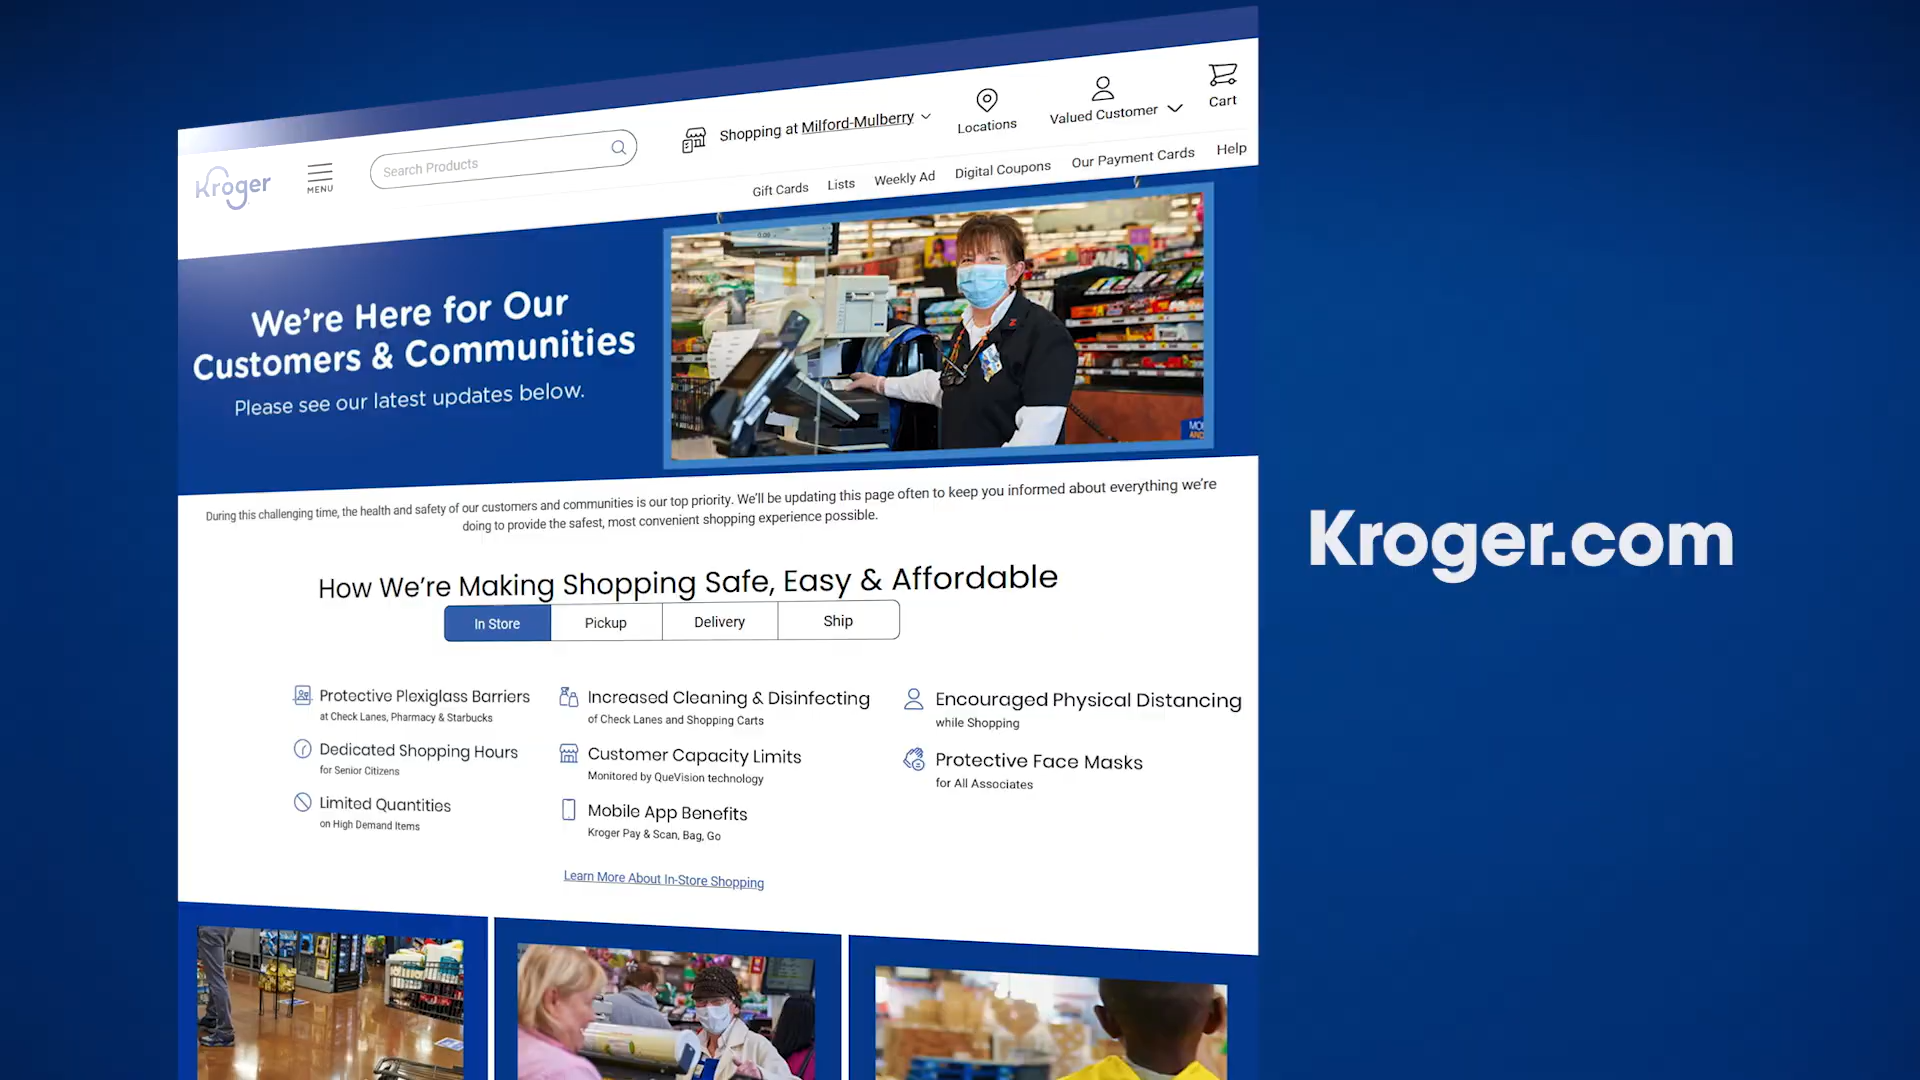 Kroger
MENU
Search Products
Shopping at Milford-Mulberry
Locations
Valued Customer
Cart
Gift Cards
Lists
Weekly Ad
Digital Coupons
Our Payment Cards
Help
We're Here for Our
Customers & Communities
Please see our latest updates below.
During this challenging time, the health and safety of our customers and communities is our top priority. We'll be updating this page often to keep you informed about everything we're
doing to provide the safest, most convenient shopping experience possible.
Kroger.com
How We're Making Shopping Safe, Easy & Affordable
In Store
Pickup
Delivery
Ship
Protective Plexiglass Barriers
at Check Lanes, Pharmacy & Starbucks
Dedicated Shopping Hours
for Senior Citizens
Limited Quantities
on High Demand Items
Increased Cleaning & Disinfecting
of Check Lanes and Shopping Carts
Customer Capacity Limits
Monitored by QueVision technology
Mobile App Benefits
Kroger Pay & Scan, Bag, Go
Encouraged Physical Distancing
while Shopping
Protective Face Masks
for All Associates
Learn More About In-Store Shopping